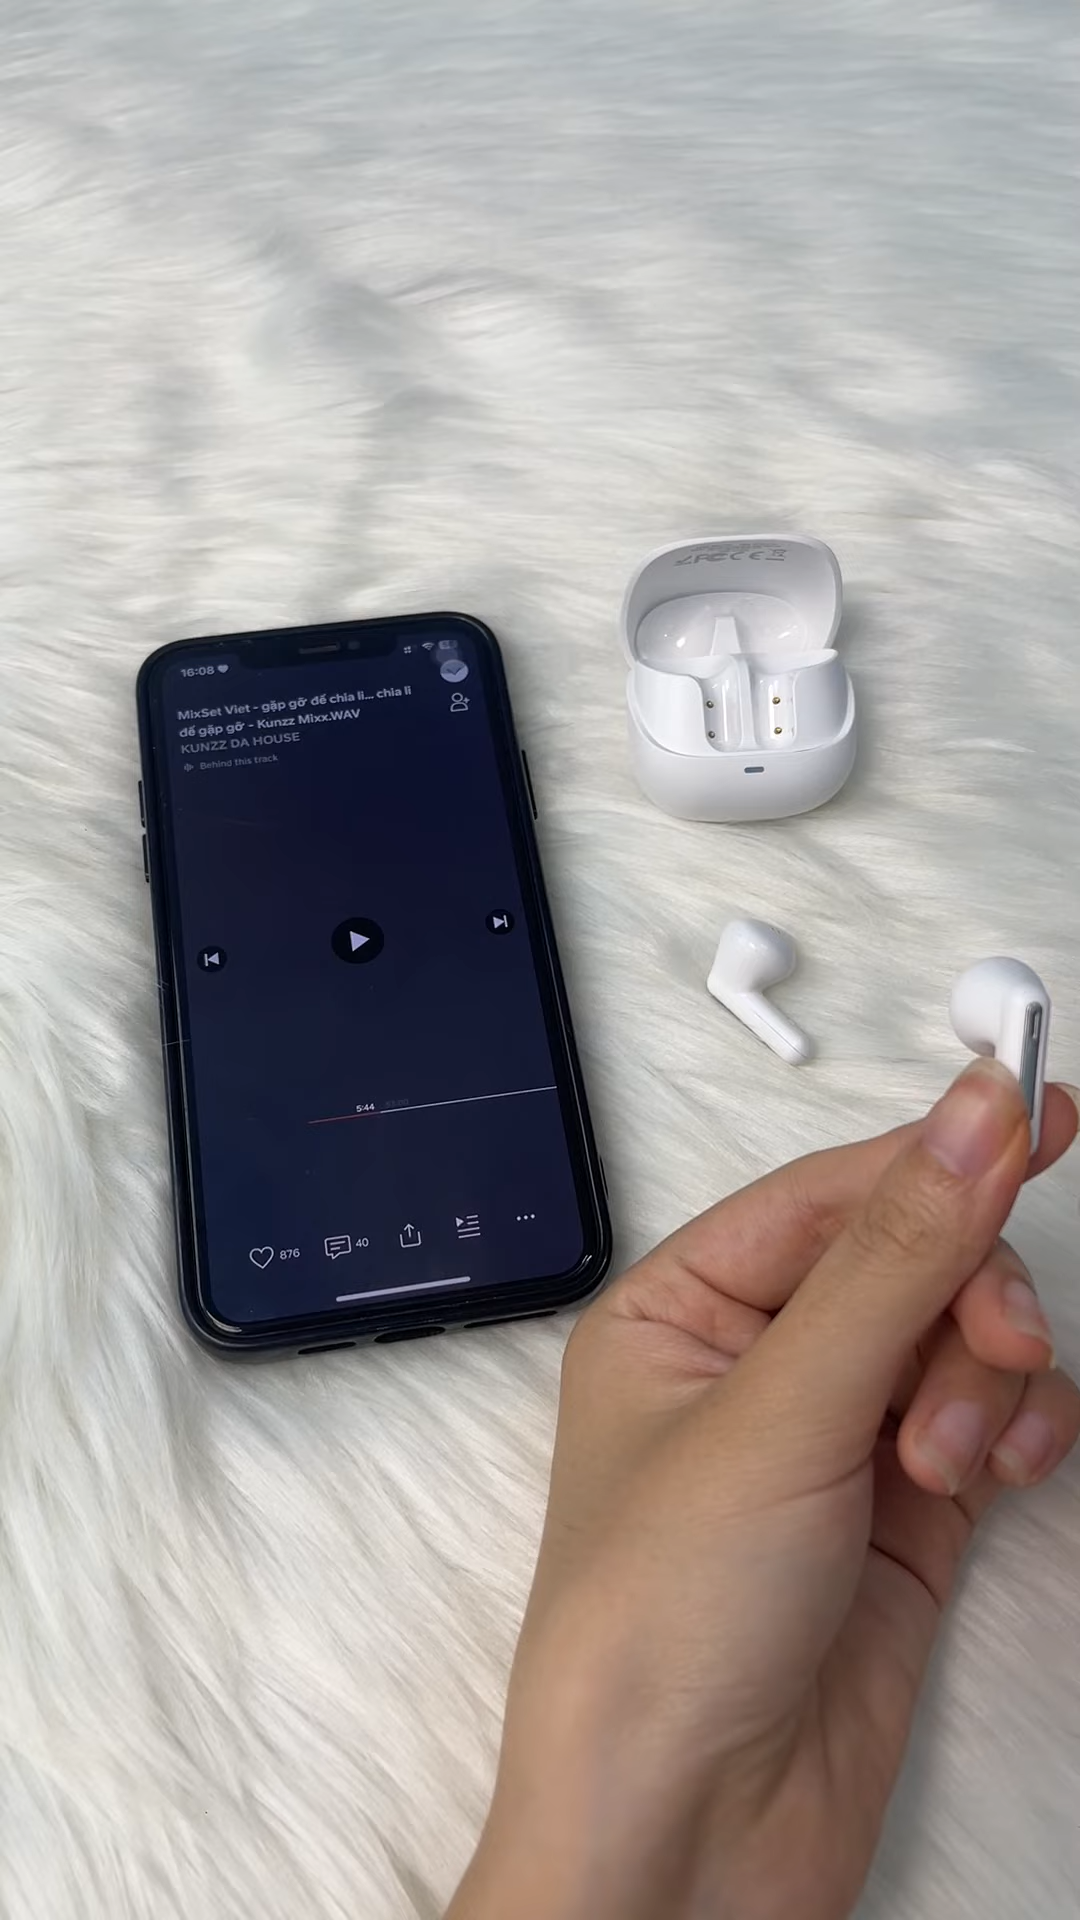 16:08
MixSet Viet - gặp gỡ để chia li... chia li
để gặp gỡ - Kunzz Mixx.WAV
KUNZZ DA HOUSE
Behind this track
5:44
876
40